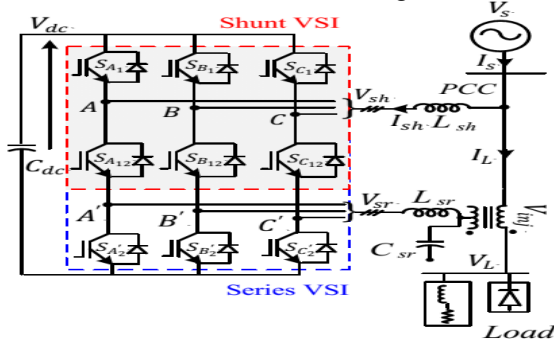 Shunt VSI
V_s
V_dc
I_s
S_A1
S_B1
S_C1
PCC
A
B
C
V_sh
I_sh
L_sh
C_dc
S_A12
S_B12
S_C12
I_L
A'
B'
C'
V_sr
L_sr
V_inj
S_A'2
S_B'2
S_C'2
C_sr
V_L
Series VSI
Load